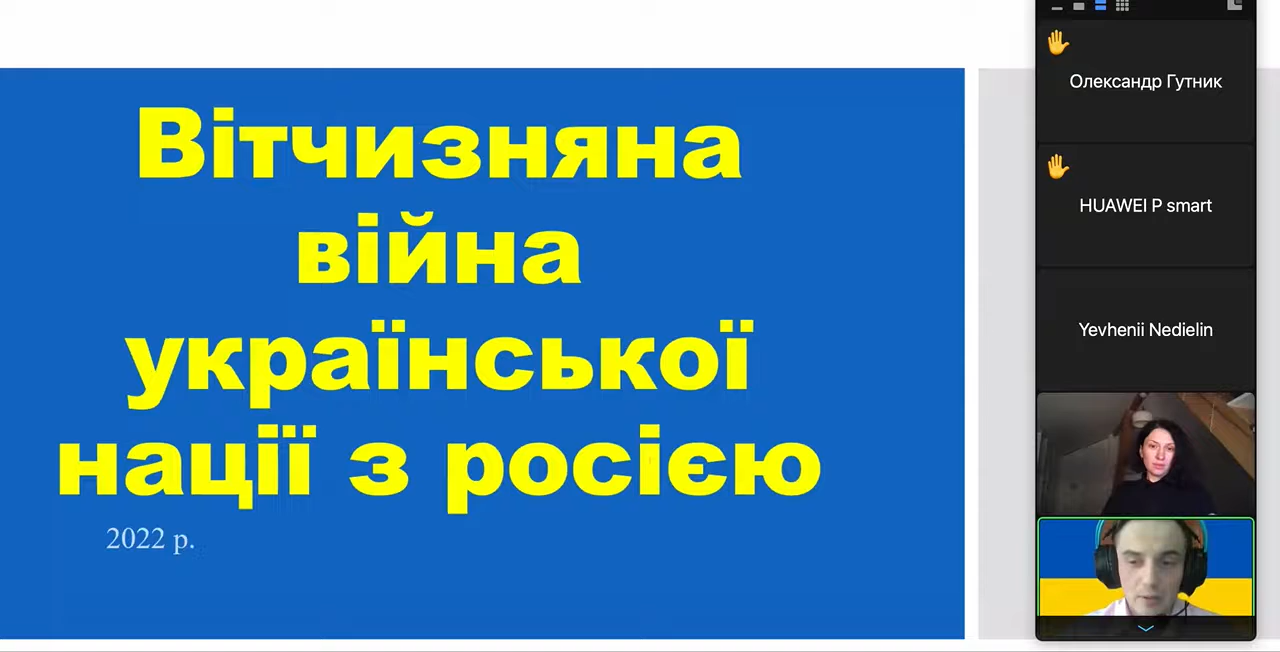 Вітчизняна
війна
української
нації з росією
2022 р.
Олександр Гутник
HUAWEI P smart
Yevhenii Nedielin